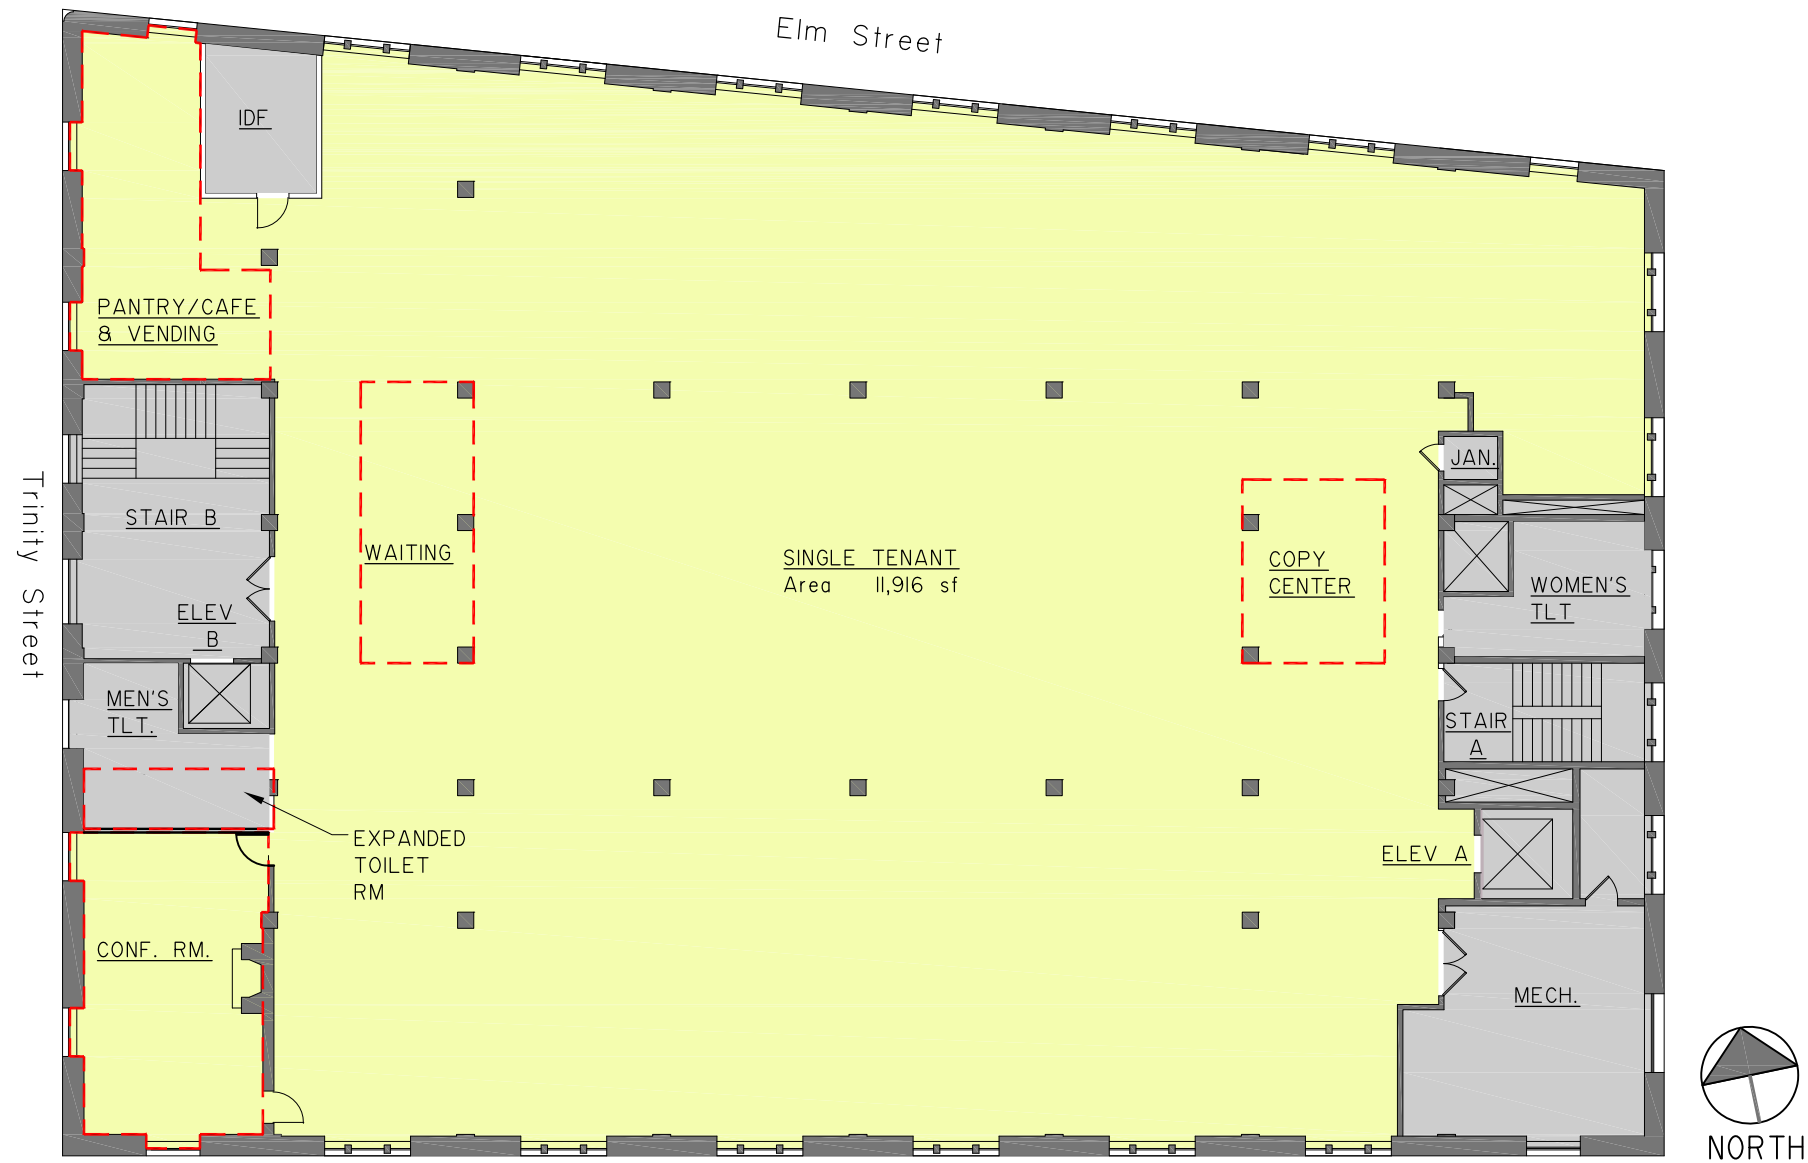 Elm Street
IDF
PANTRY/CAFE
& VENDING
Trinity Street
STAIR B
ELEV
B
WAITING
SINGLE TENANT
Area 11,916 sf
COPY
CENTER
JAN.
WOMEN'S
TLT
STAIR
A
MEN'S
TLT.
EXPANDED
TOILET
RM
ELEV A
CONF. RM.
MECH.
NORTH